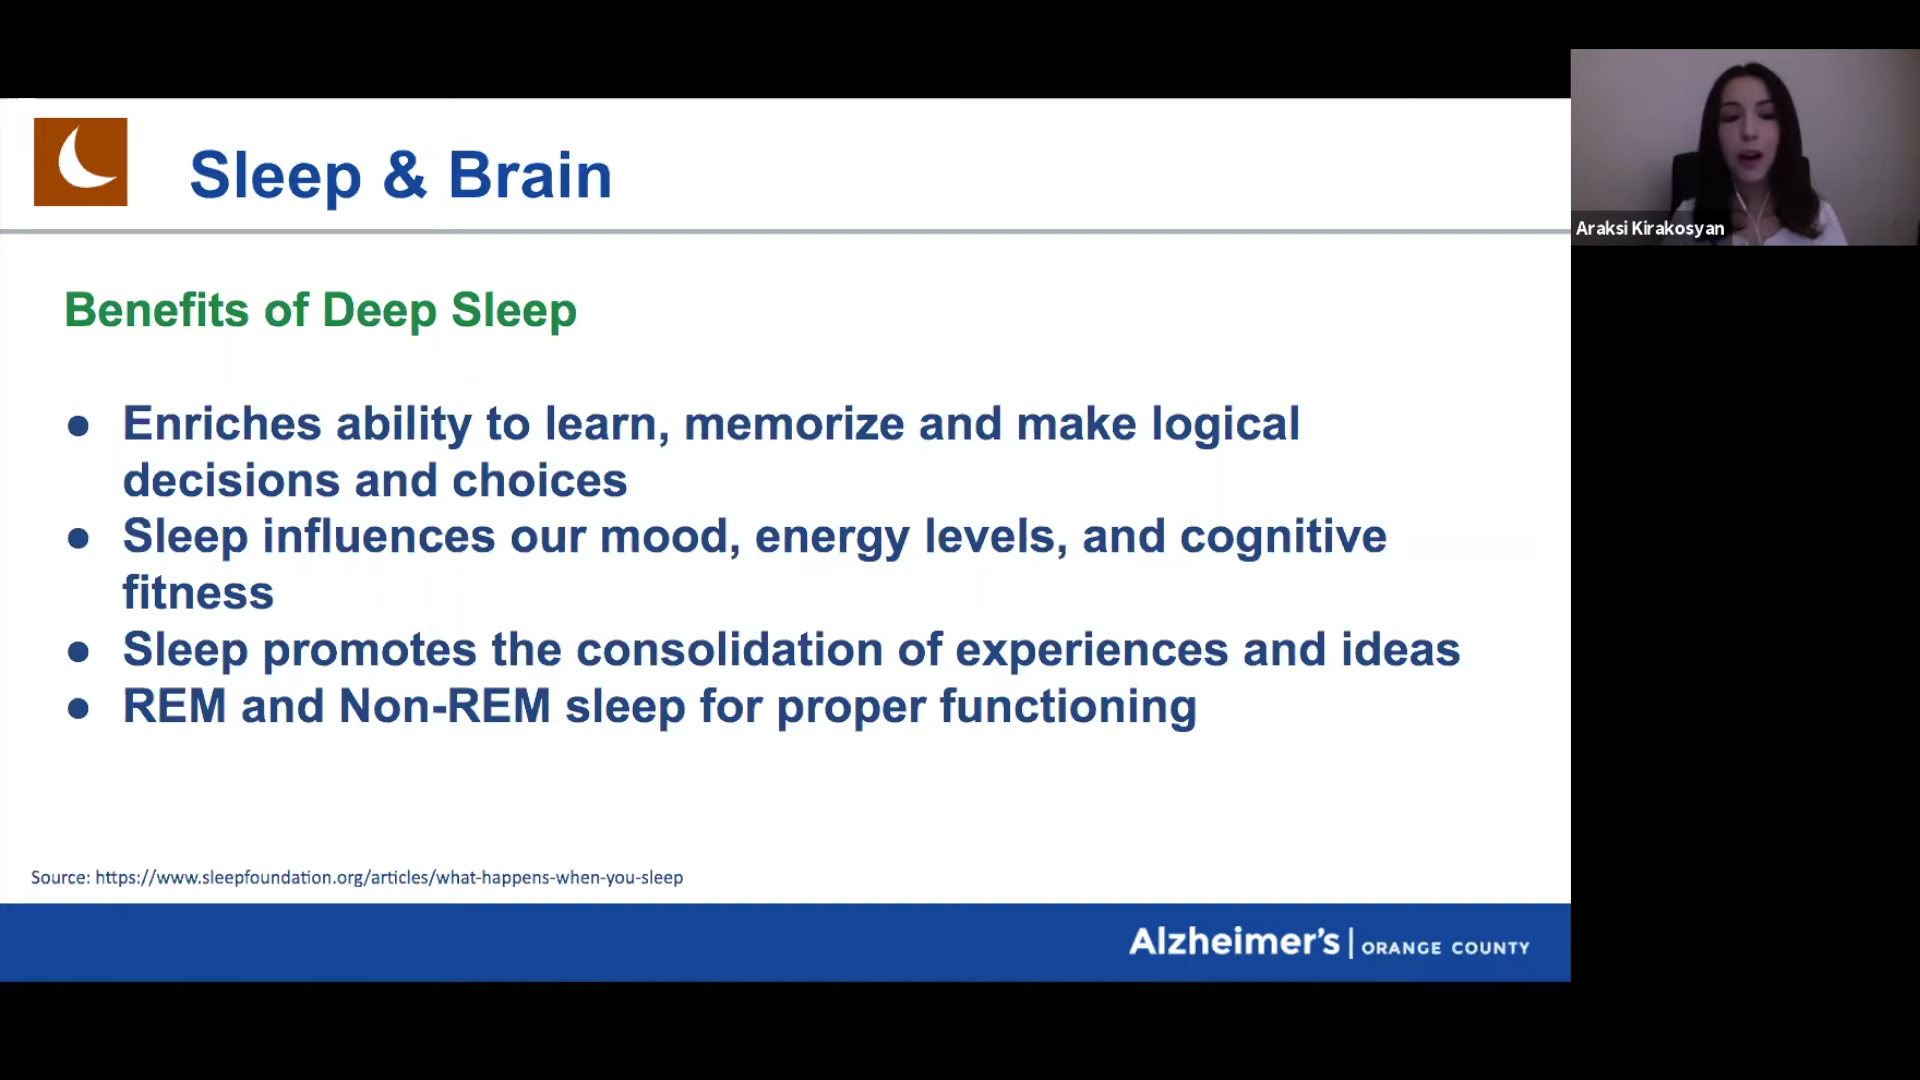 Sleep & Brain
Araksi Kirakosyan
Benefits of Deep Sleep
● Enriches ability to learn, memorize and make logical
decisions and choices
● Sleep influences our mood, energy levels, and cognitive
fitness
● Sleep promotes the consolidation of experiences and ideas
● REM and Non-REM sleep for proper functioning
Source: https://www.sleepfoundation.org/articles/what-happens-when-you-sleep
Alzheimer's | ORANGE COUNTY